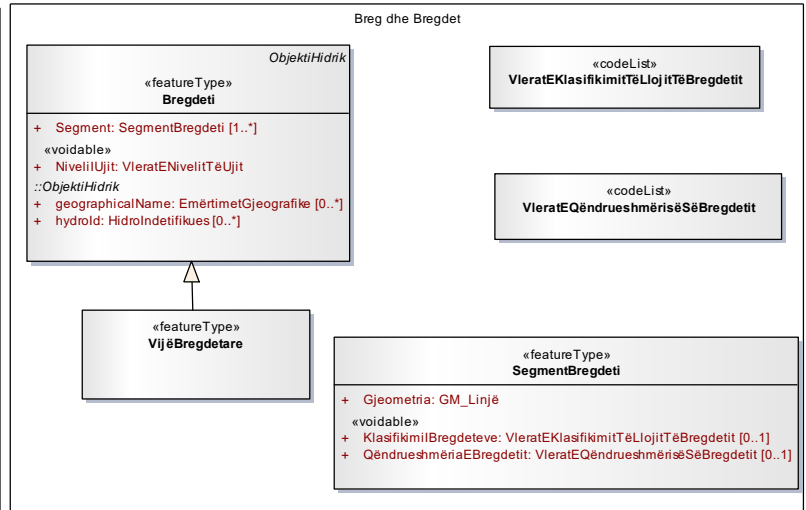 Breg dhe Bregdet
ObjektiHidrik
«featureType»
Bregdeti
+ Segment: SegmentBregdeti [1..*]
«voidable»
+ NiveliIUjit: VleratENivelitTëUjit
::ObjektiHidrik
+ geographicalName: EmërtimetGjeografike [0..*]
+ hydroId: HidroIndetifikues [0..*]
«codeList»
VleratEKlasifikimitTëLlojitTëBregdetit
«codeList»
VleratEQëndrueshmërisëSëBregdetit
«featureType»
VijëBregdetare
«featureType»
SegmentBregdeti
+ Gjeometria: GM_Linjë
«voidable»
+ KlasifikimiIBregdeteve: VleratEKlasifikimitTëLlojitTëBregdetit [0..1]
+ QëndrueshmëriaEBregdetit: VleratEQëndrueshmërisëSëBregdetit [0..1]